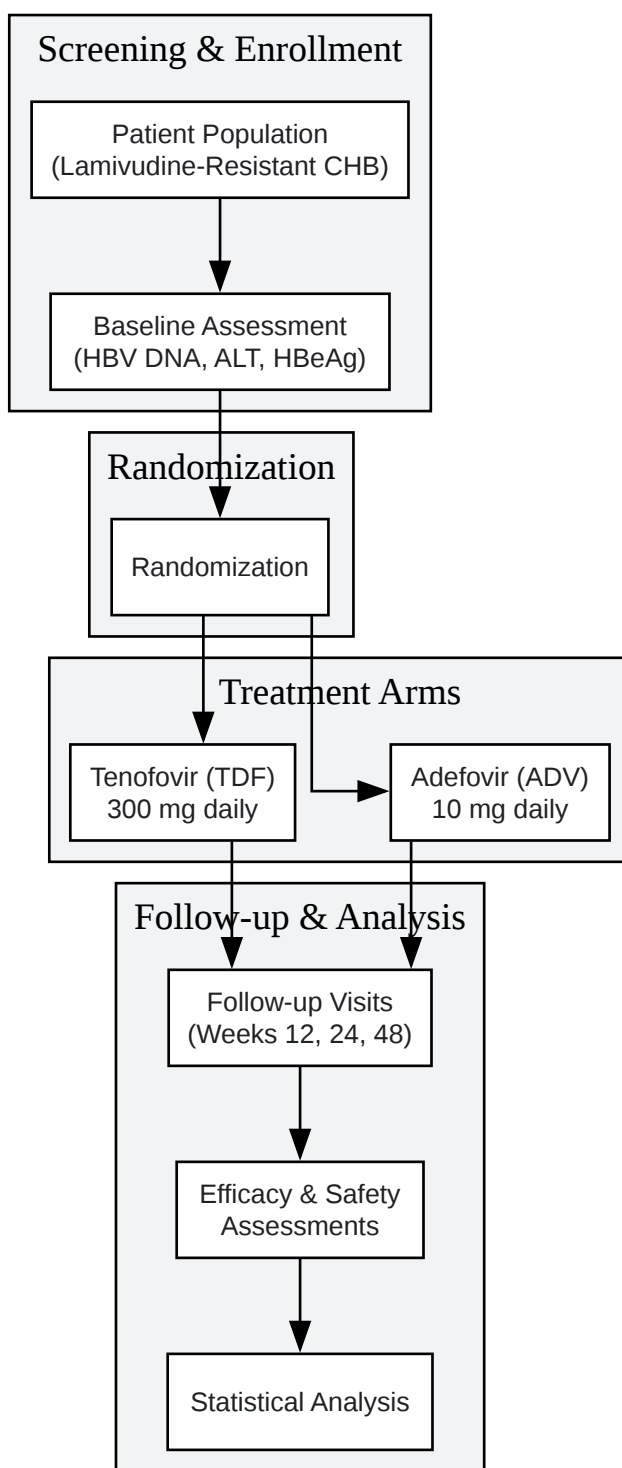 Screening & Enrollment
Patient Population
(Lamivudine-Resistant CHB)
Baseline Assessment
(HBV DNA, ALT, HBeAg)
Randomization
Randomization
Treatment Arms
Tenofovir (TDF)
300 mg daily
Adefovir (ADV)
10 mg daily
Follow-up & Analysis
Follow-up Visits
(Weeks 12, 24, 48)
Efficacy & Safety
Assessments
Statistical Analysis